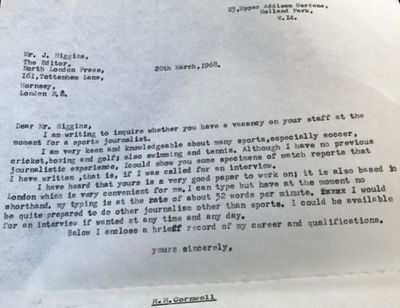 25,Upper Addison Gardens,
Holland Park,
W.I4.
Mr. J. Higgins,
The Editor,
North London Press,
I6I,Tottenham Lane,
Hornsey,
London N.8.
20th March,I968.
Dear Mr. Higgins,
I am writing to inquire whether you have a vacancy on your staff at the
moment for a sports journalist.
I am very keen and knowledgeable about many sports,especially soccer,
cricket,boxing and golf; also swimming and tennis. Although I have no previous
journalistic experience, Icould show you some specimens of match reports that
I have written ,that is, if I was called for an interview.
I have heard that yours is a very good paper to work on; it is also based in
London which is very convenient for me. I can type but have at the moment no
shorthand. my typing is at the rate of about 32 words per minute. I would
be quite prepared to do other journalism other than sports. I could be available
for an interview if wanted at any time and any day.
Below I enclose a brieff record of my career and qualifications.
yours sincerely,
Cornwell